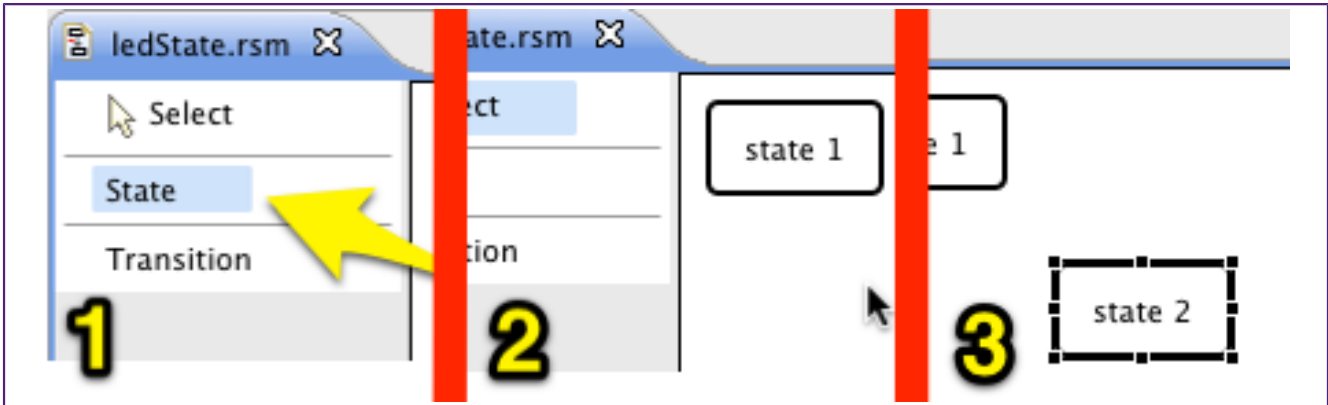 ledState.rsm
Select
State
Transition
1
ate.rsm
ect
tion
state 1
2
e 1
state 2
3